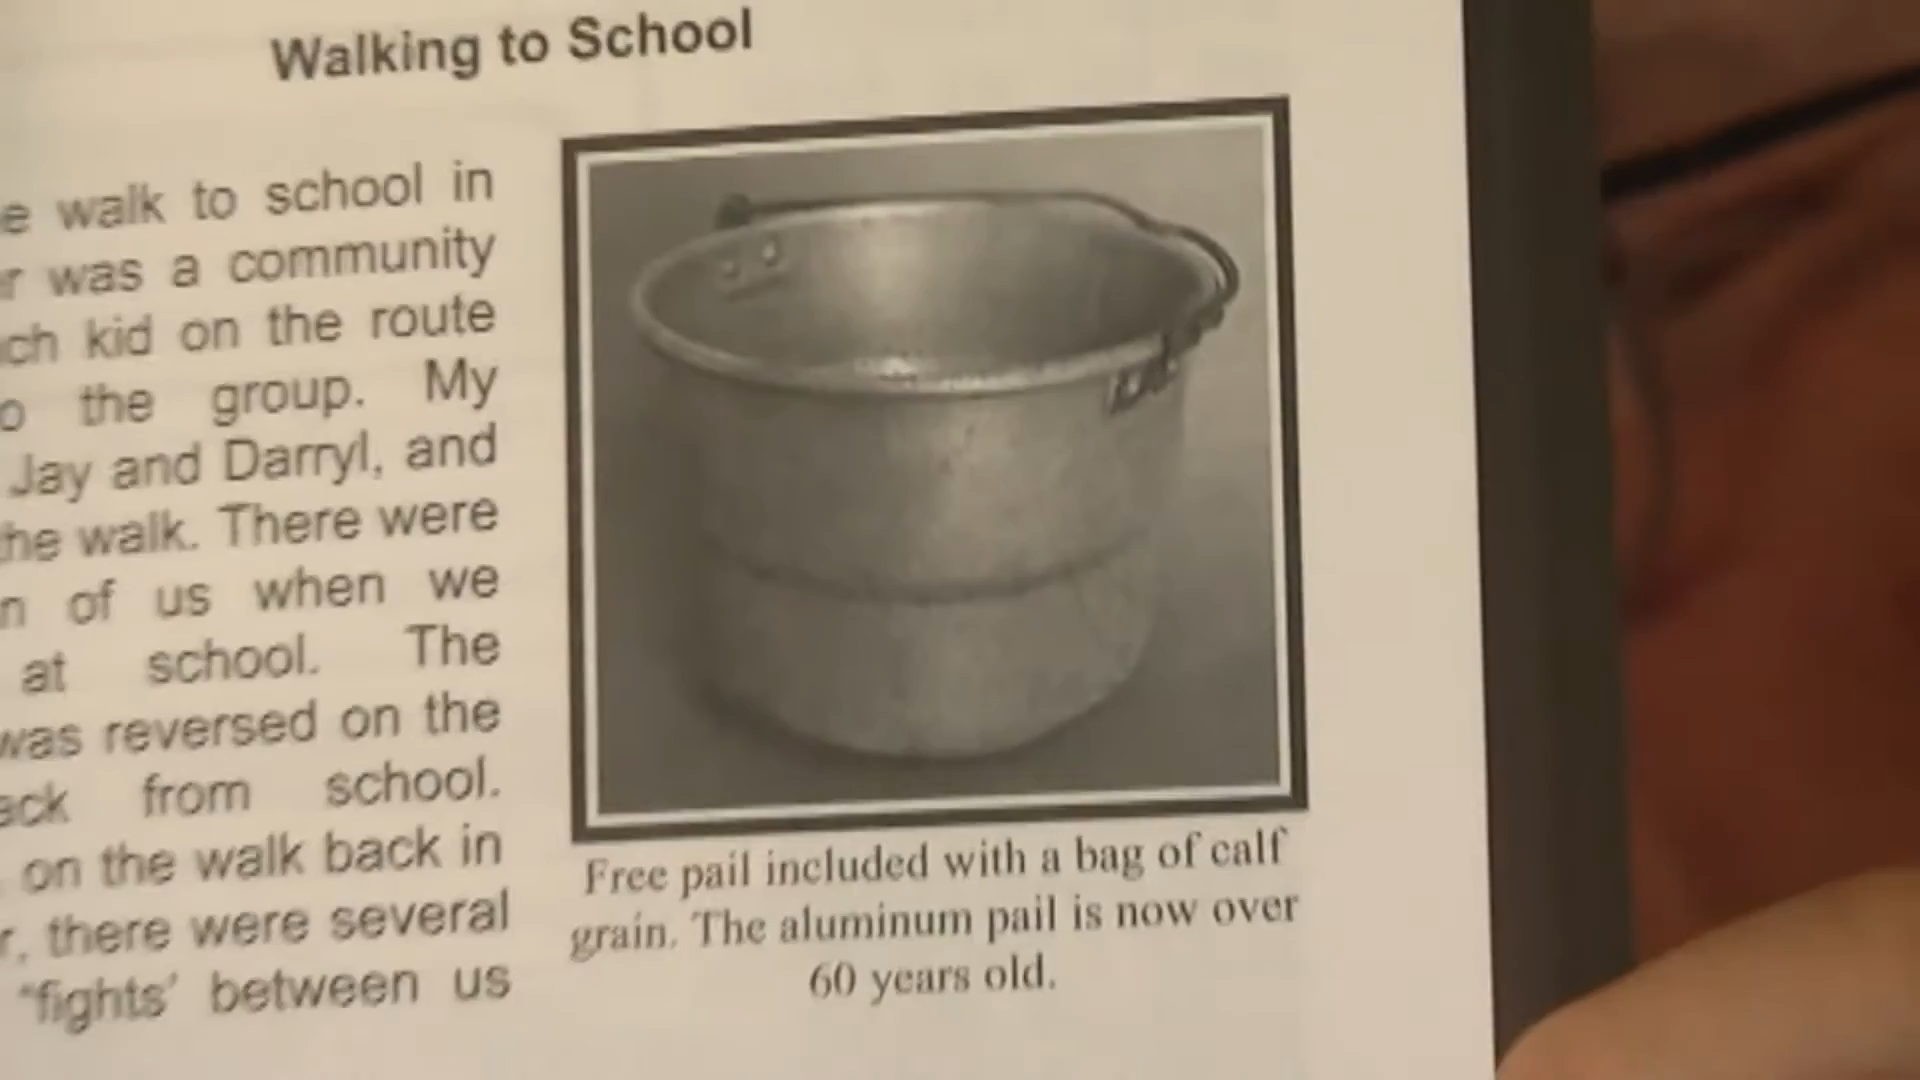 Walking to School
walk to school in
was a community
kid on the route
the group. My
Jay and Darryl, and
the walk. There were
of us when we
at school. The
was reversed on the
from school.
on the walk back in
there were several
"fights' between us
Free pail included with a bag of calf
grain. The aluminum pail is now over
60 years old.